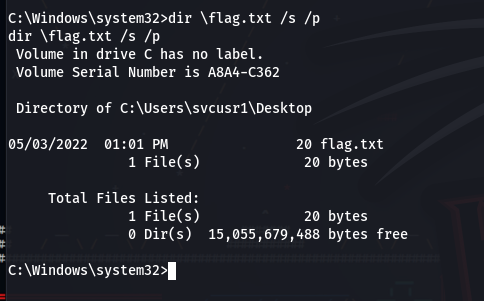 C:\Windows\system32>dir \flag.txt /s /p
dir \flag.txt /s /p
 Volume in drive C has no label.
 Volume Serial Number is A8A4-C362

 Directory of C:\Users\svcusr1\Desktop

05/03/2022  01:01 PM                20 flag.txt
               1 File(s)             20 bytes

     Total Files Listed:
               1 File(s)             20 bytes
               0 Dir(s)  15,055,679,488 bytes free

C:\Windows\system32>